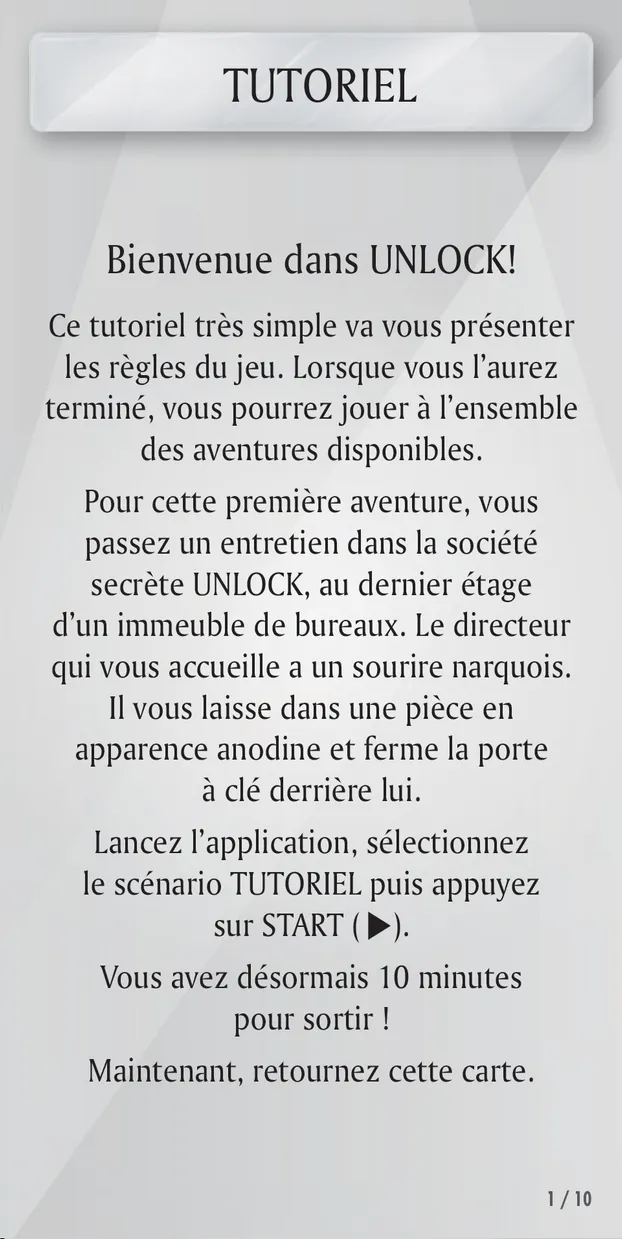 TUTORIEL
Bienvenue dans UNLOCK!
Ce tutoriel très simple va vous présenter
les règles du jeu. Lorsque vous l’aurez
terminé, vous pourrez jouer à l’ensemble
des aventures disponibles.
Pour cette première aventure, vous
passez un entretien dans la société
secrète UNLOCK, au dernier étage
d’un immeuble de bureaux. Le directeur
qui vous accueille a un sourire narquois.
Il vous laisse dans une pièce en
apparence anodine et ferme la porte
à clé derrière lui.
Lancez l’application, sélectionnez
le scénario TUTORIEL puis appuyez
sur START (▶).
Vous avez désormais 10 minutes
pour sortir !
Maintenant, retournez cette carte.
1 / 10